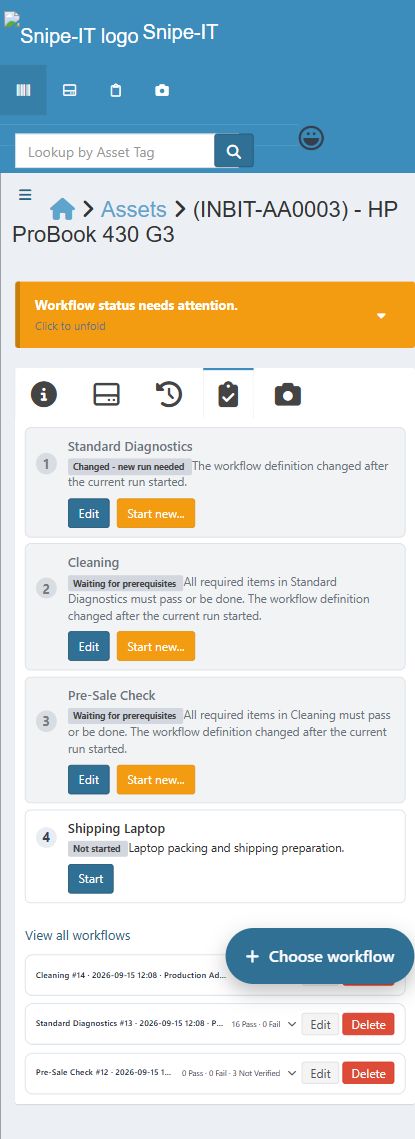 Snipe-IT logo Snipe-IT
Lookup by Asset Tag
Assets (INBIT-AA0003) - HP
ProBook 430 G3
Workflow status needs attention.
Click to unfold
1
Standard Diagnostics
Changed - new run needed The workflow definition changed after
the current run started.
Edit Start new...
2
Cleaning
Waiting for prerequisites All required items in Standard
Diagnostics must pass or be done. The workflow definition
changed after the current run started.
Edit Start new...
3
Pre-Sale Check
Waiting for prerequisites All required items in Cleaning must pass
or be done. The workflow definition changed after the current
run started.
Edit Start new...
4
Shipping Laptop
Not started Laptop packing and shipping preparation.
Start
View all workflows
+ Choose workflow
Cleaning #14 · 2026-09-15 12:08 · Production Ad...
Standard Diagnostics #13 · 2026-09-15 12:08 · P... 16 Pass · 0 Fail · Edit Delete
Pre-Sale Check #12 · 2026-09-15 1... 0 Pass · 0 Fail · 3 Not Verified · Edit Delete